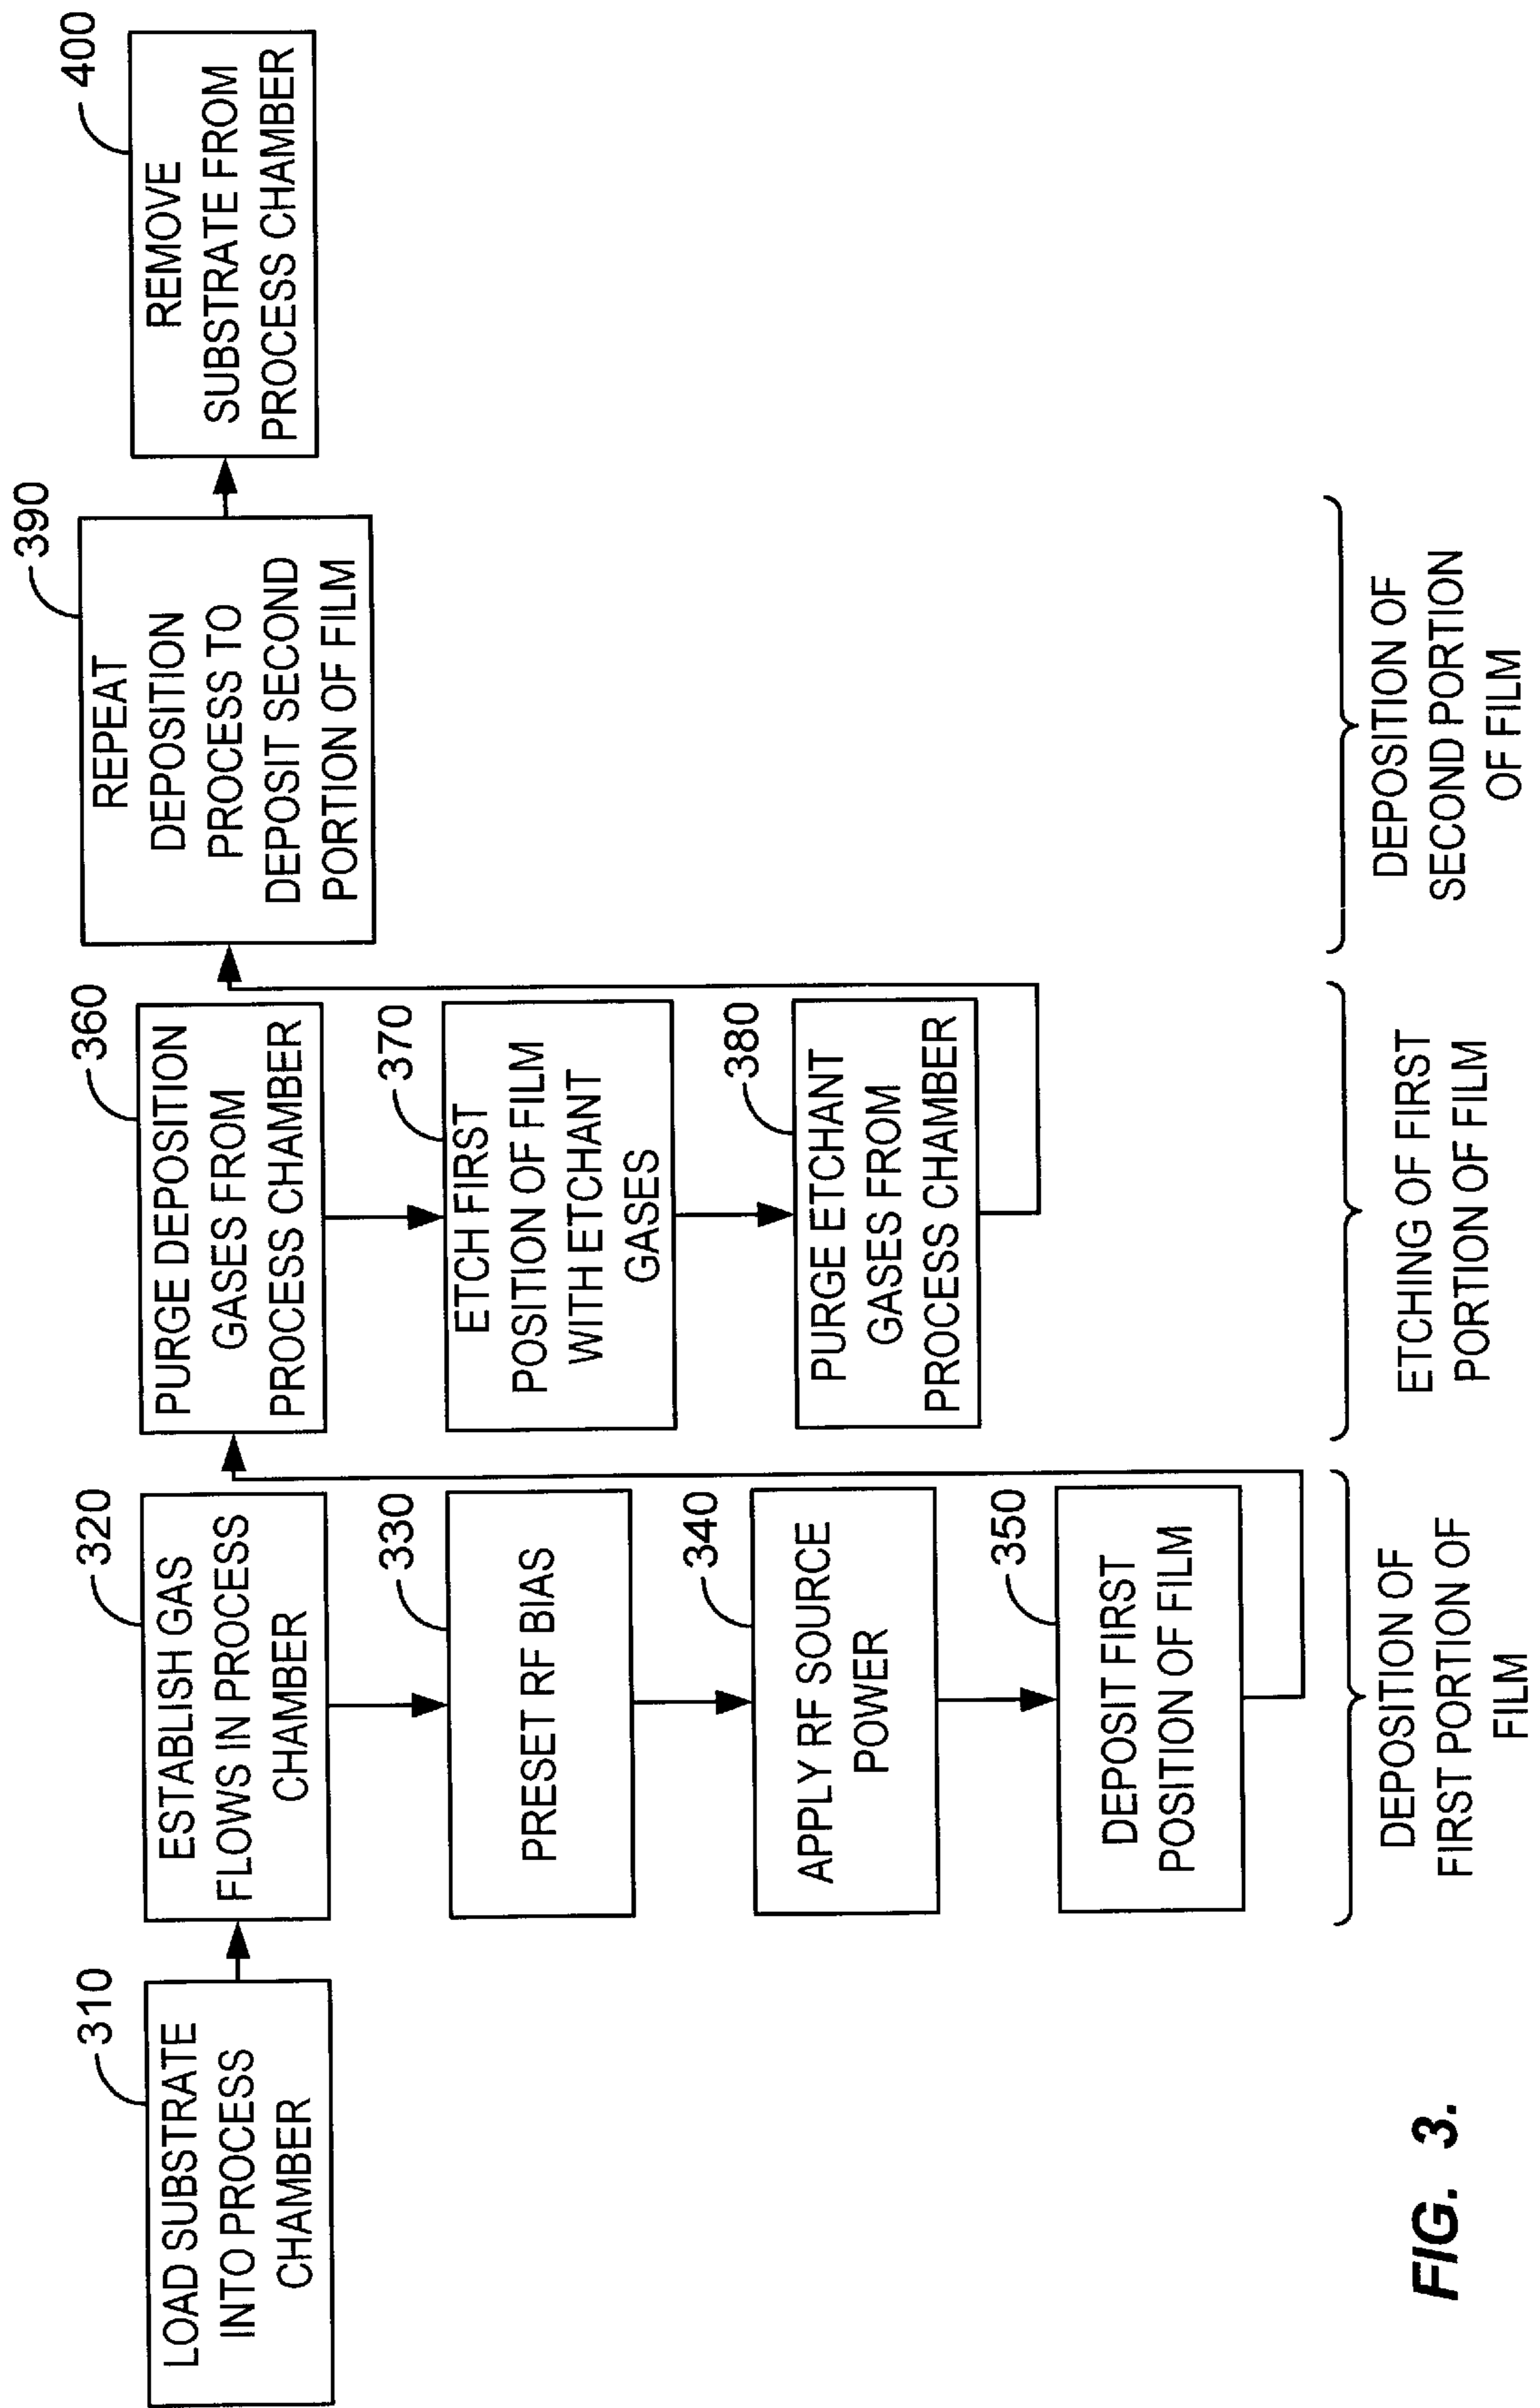 310
LOAD SUBSTRATE
INTO PROCESS
CHAMBER
320
ESTABLISH GAS
FLOWS IN PROCESS
CHAMBER
330
PRESET RF BIAS
340
APPLY RF SOURCE
POWER
350
DEPOSIT FIRST
POSITION OF FILM
DEPOSITION OF
FIRST PORTION OF
FILM
360
PURGE DEPOSITION
GASES FROM
PROCESS CHAMBER
370
ETCH FIRST
POSITION OF FILM
WITH ETCHANT
GASES
380
PURGE ETCHANT
GASES FROM
PROCESS CHAMBER
ETCHING OF FIRST
PORTION OF FILM
390
REPEAT
DEPOSITION
PROCESS TO
DEPOSIT SECOND
PORTION OF FILM
DEPOSITION OF
SECOND PORTION
OF FILM
400
REMOVE
SUBSTRATE FROM
PROCESS CHAMBER
FIG. 3.